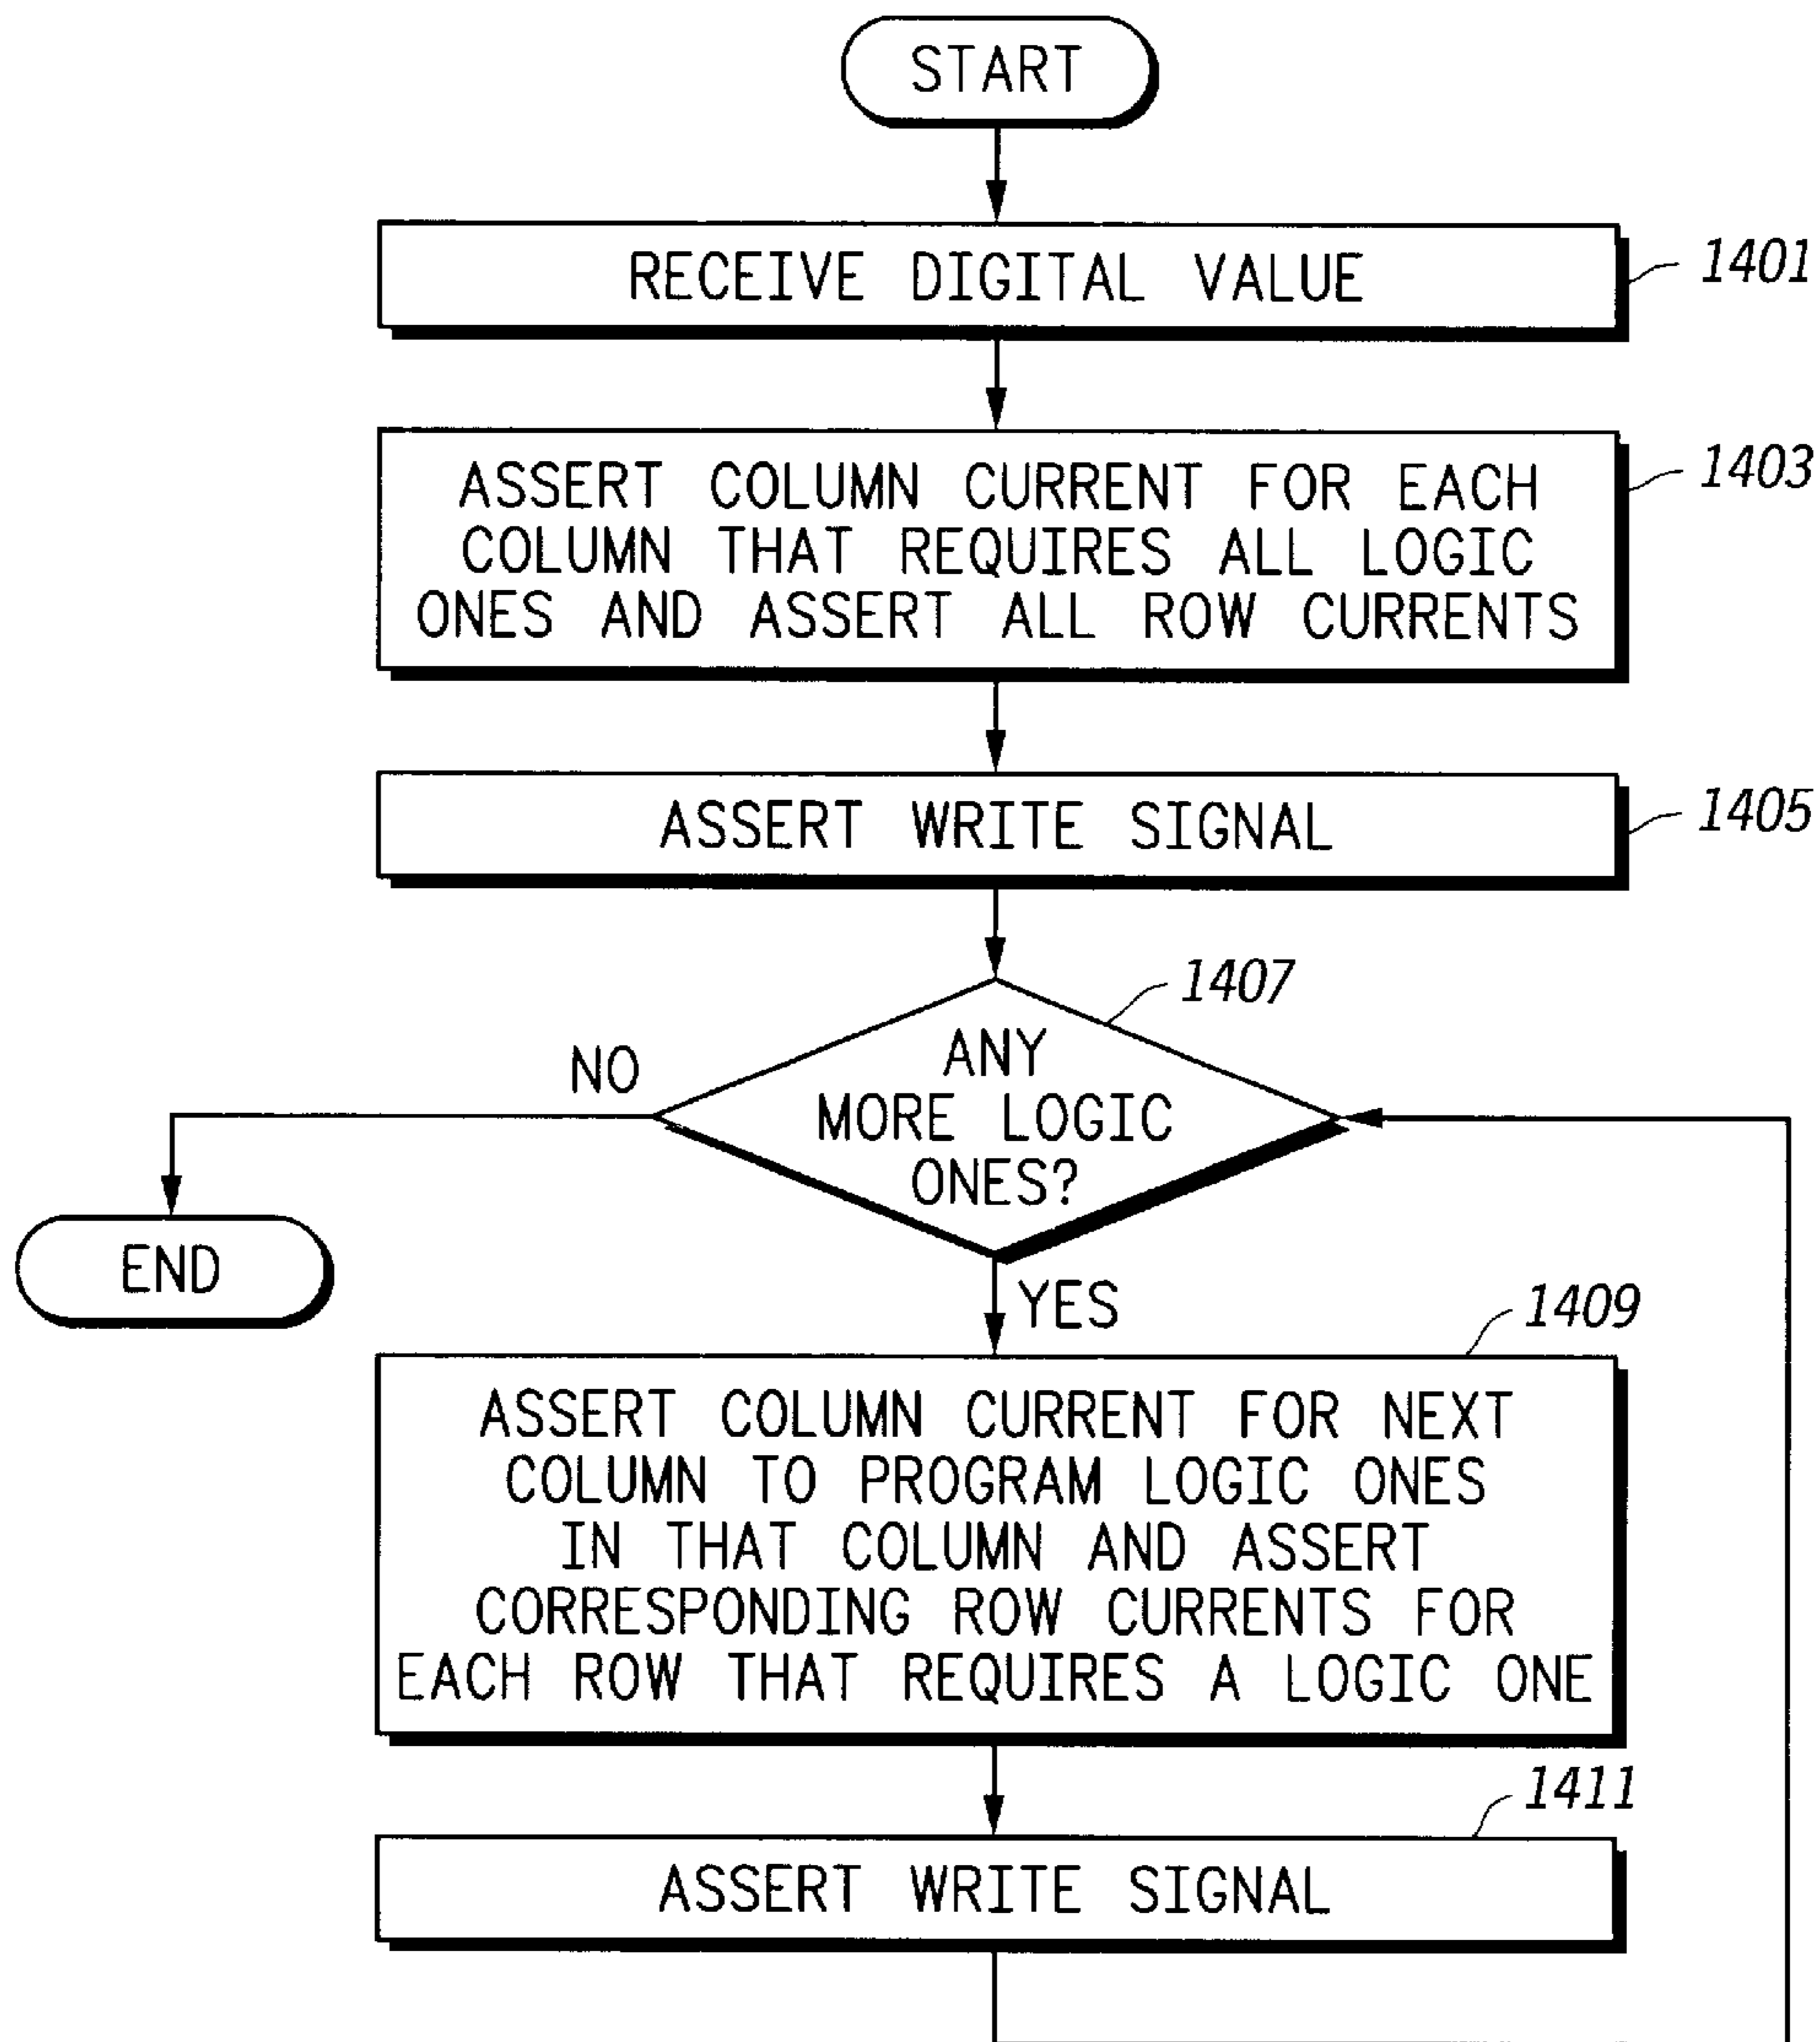 START
RECEIVE DIGITAL VALUE
1401
ASSERT COLUMN CURRENT FOR EACH
COLUMN THAT REQUIRES ALL LOGIC
ONES AND ASSERT ALL ROW CURRENTS
1403
ASSERT WRITE SIGNAL
1405
1407
ANY
MORE LOGIC
ONES?
NO
END
YES
1409
ASSERT COLUMN CURRENT FOR NEXT
COLUMN TO PROGRAM LOGIC ONES
IN THAT COLUMN AND ASSERT
CORRESPONDING ROW CURRENTS FOR
EACH ROW THAT REQUIRES A LOGIC ONE
1411
ASSERT WRITE SIGNAL